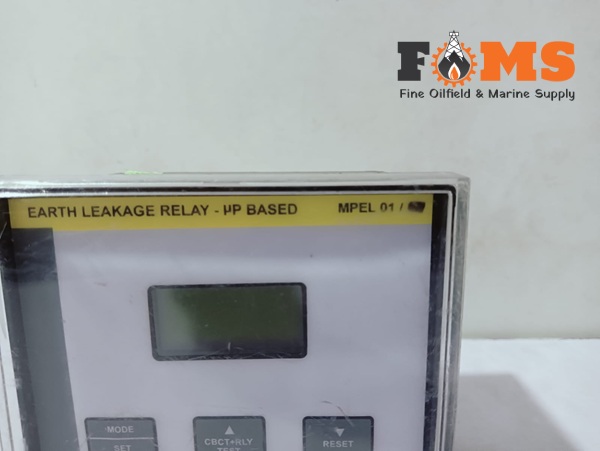 FOMS
Fine Oilfield & Marine Supply
EARTH LEAKAGE RELAY - µP BASED MPEL 01 /
MODE ▲ ▼
SET CBCT+RLY RESET
TEST